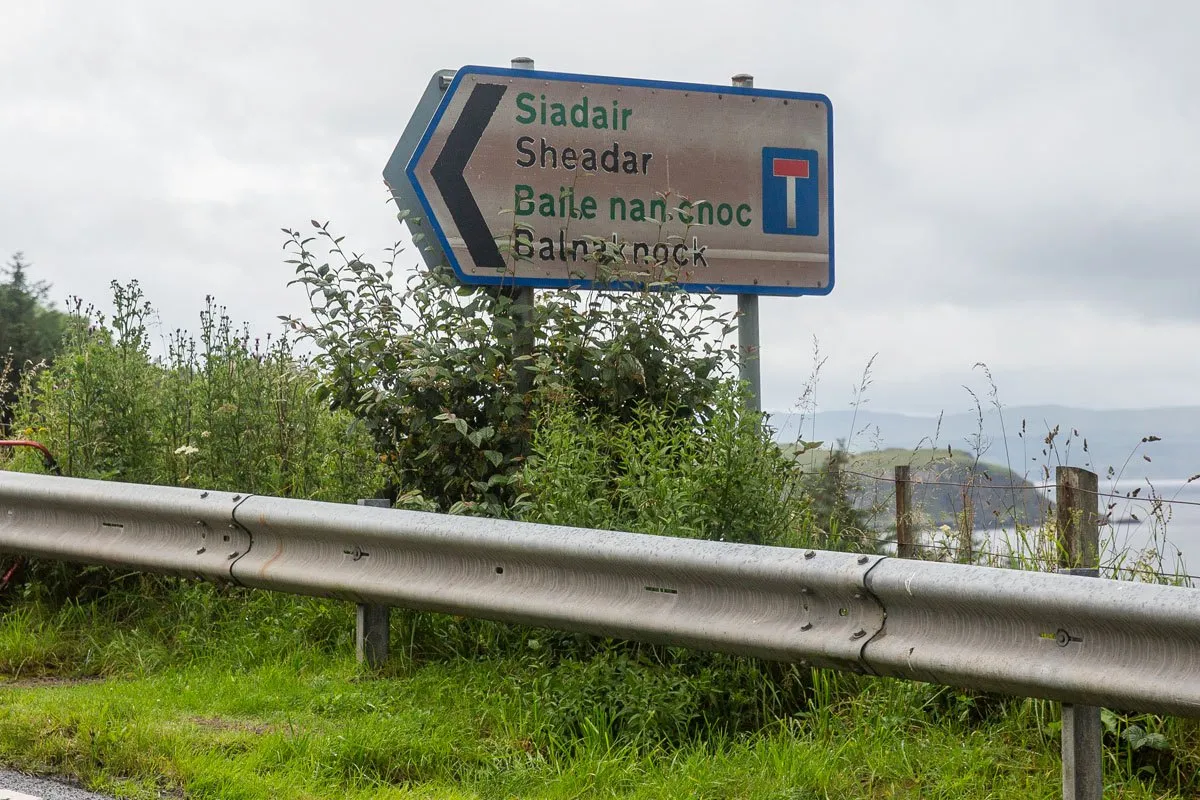 Siadair
Sheadar
Baile nan cnoc
Balnaknock